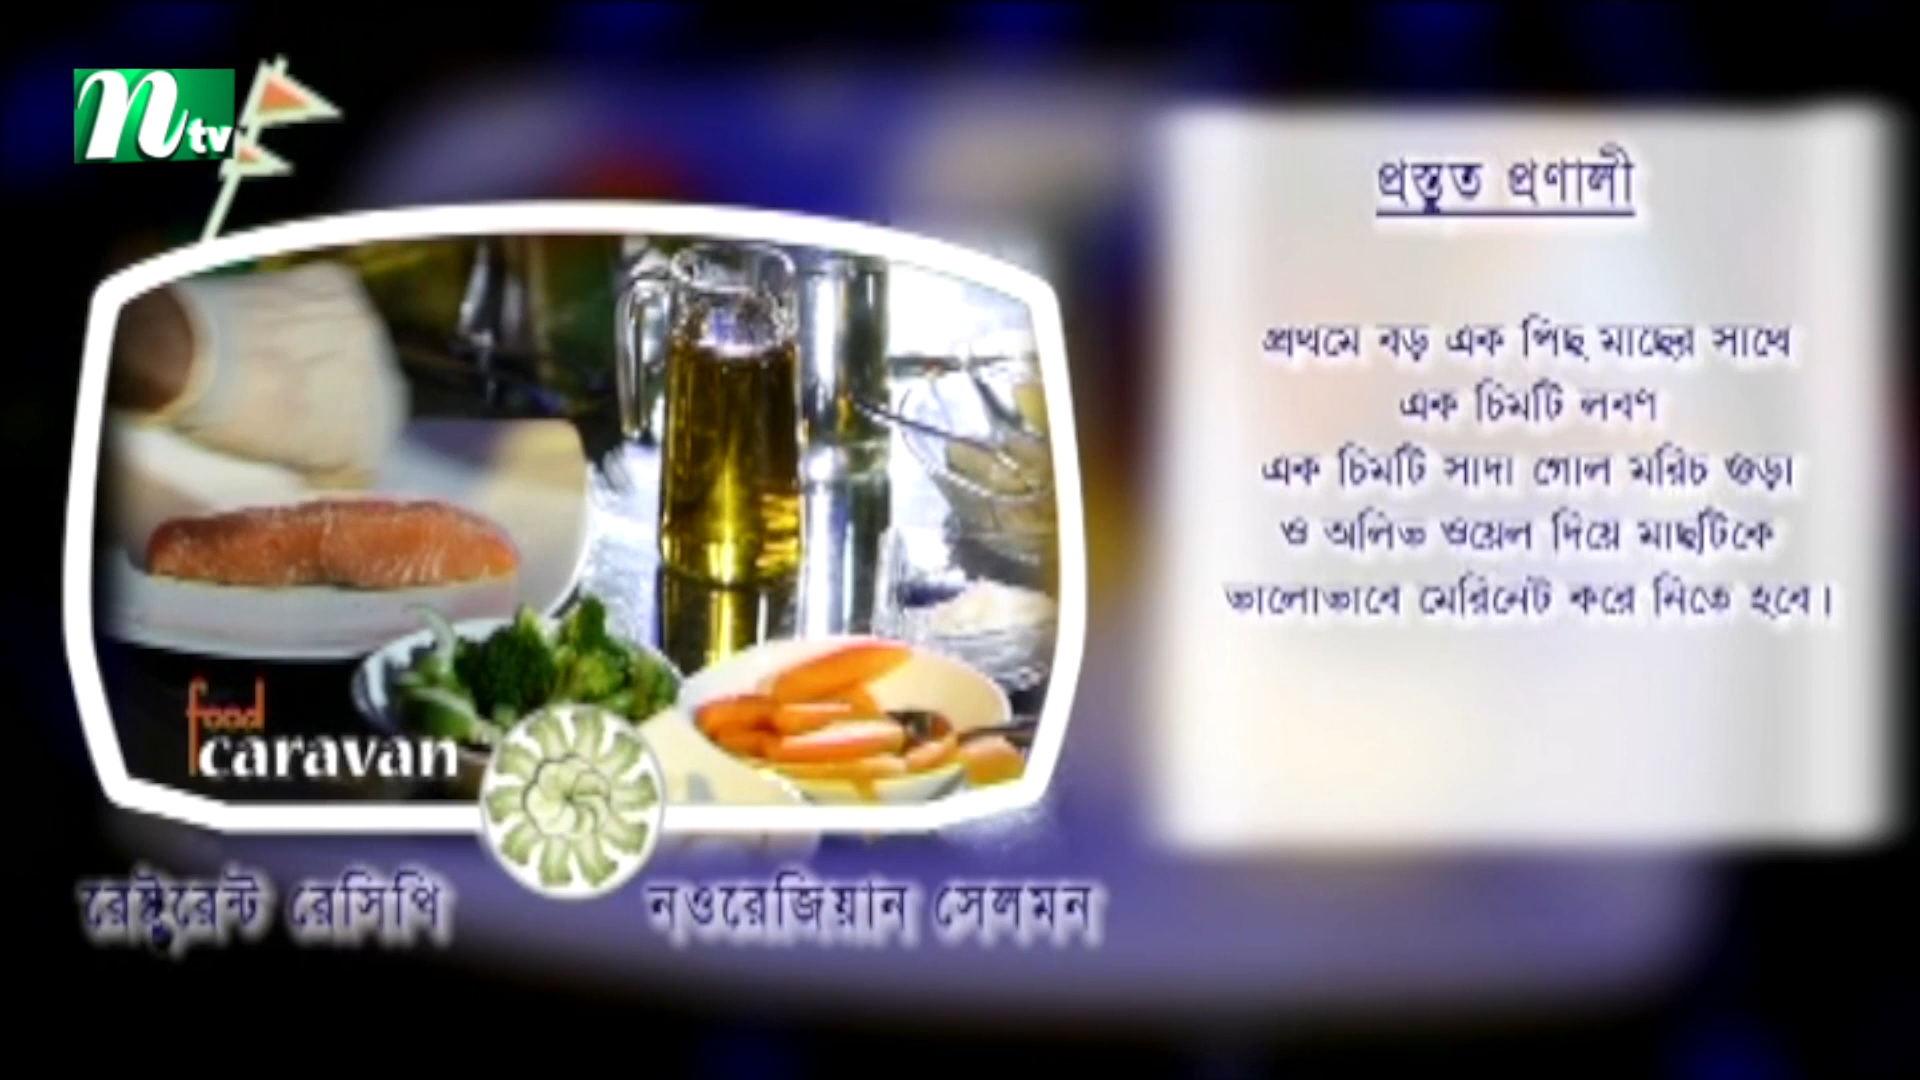 ntv
প্রস্তুত প্রণালী
প্রথমে বড় এক পিছ মাছের সাথে
এক চিমটি লবণ
এক চিমটি সাদা গোল মরিচ গুড়া
ও অলিভ ওয়েল দিয়ে মাছটিকে
ভালোভাবে মেরিনেট করে নিতে হবে।
food
caravan
রেষ্টুরেন্ট রেসিপি
নওরেজিয়ান সেলমন